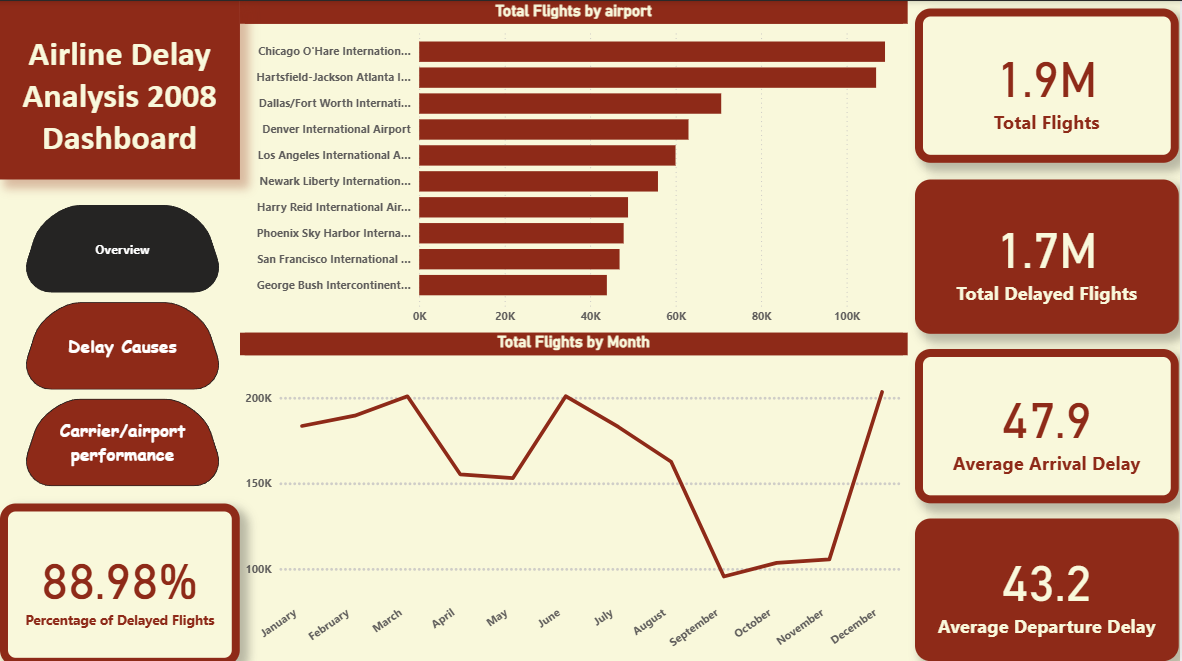 Airline Delay
Analysis 2008
Dashboard
Overview
Delay Causes
Carrier/airport
performance
88.98%
Percentage of Delayed Flights
Total Flights by airport
Chicago O'Hare Internation...
Hartsfield-Jackson Atlanta I...
Dallas/Fort Worth Internati...
Denver International Airport
Los Angeles International A...
Newark Liberty Internation...
Harry Reid International Air...
Phoenix Sky Harbor Interna...
San Francisco International ...
George Bush Intercontinent...
0K 20K 40K 60K 80K 100K
Total Flights by Month
200K
150K
100K
January February March April May June July August September October November December
1.9M
Total Flights
1.7M
Total Delayed Flights
47.9
Average Arrival Delay
43.2
Average Departure Delay